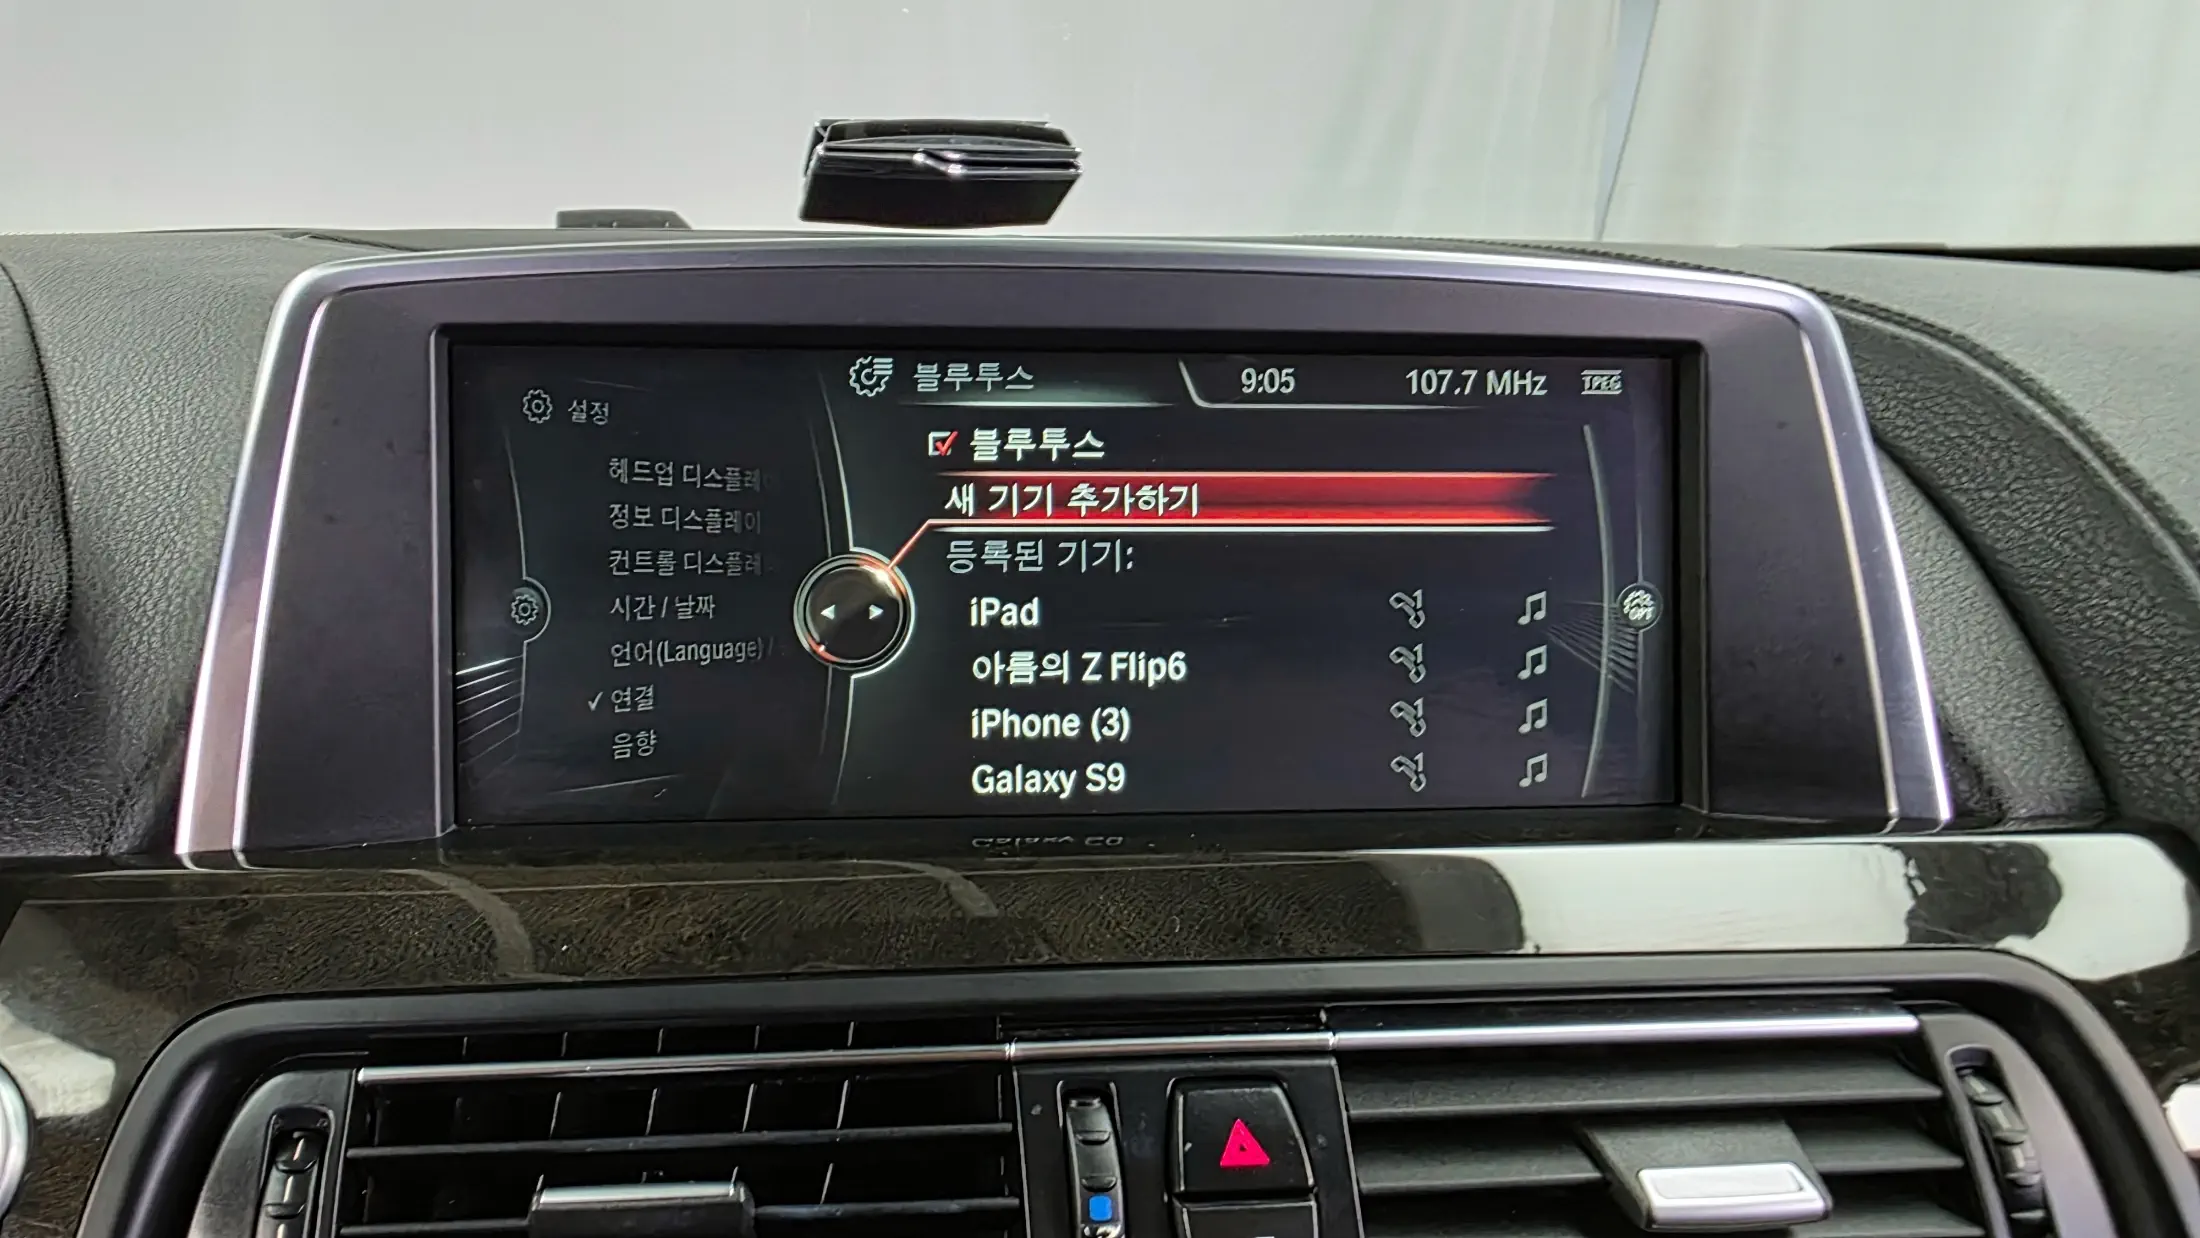 설정
헤드업 디스플레
정보 디스플레이
컨트롤 디스플레
시간 / 날짜
언어(Language) /
✓ 연결
음향
블루투스
9:05
107.7 MHz
TPEG
블루투스
새 기기 추가하기
등록된 기기:
iPad
아름의 Z Flip6
iPhone (3)
Galaxy S9
OPT